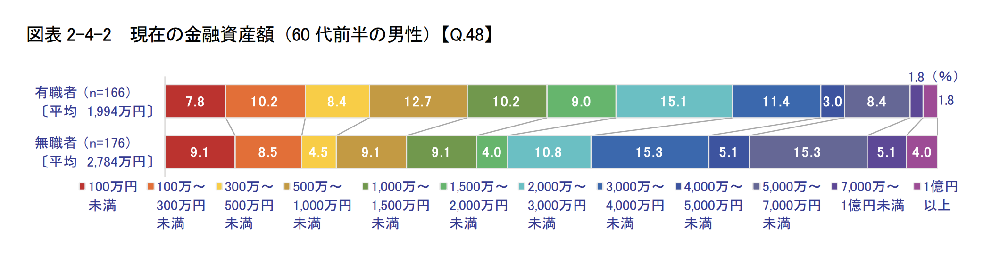 図表 2-4-2　現在の金融資産額（60 代前半の男性）【Q.48】
1.8（%）
有職者（n=166）
〔平均　1,994万円〕
7.8 10.2 8.4 12.7 10.2 9.0 15.1 11.4 3.0 8.4 1.8
無職者（n=176）
〔平均　2,784万円〕
9.1 8.5 4.5 9.1 9.1 4.0 10.8 15.3 5.1 15.3 5.1 4.0
100万円 100万～ 300万～ 500万～ 1,000万～ 1,500万～ 2,000万～ 3,000万～ 4,000万～ 5,000万～ 7,000万～ 1億円
未満 300万円 500万円 1,000万円 1,500万円 2,000万円 3,000万円 4,000万円 5,000万円 7,000万円 1億円未満 以上
未満 未満 未満 未満 未満 未満 未満 未満 未満